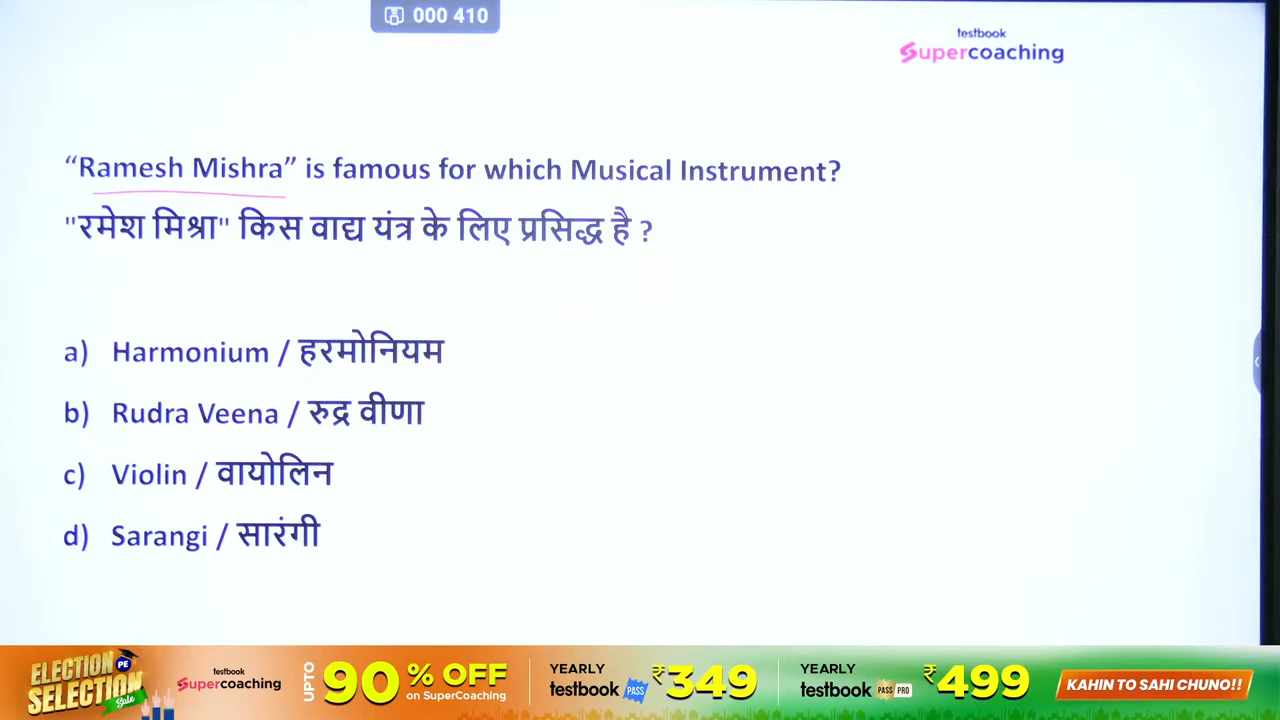 000 410
testbook
Supercoaching
“Ramesh Mishra” is famous for which Musical Instrument?
"रमेश मिश्रा" किस वाद्य यंत्र के लिए प्रसिद्ध है ?
a) Harmonium / हरमोनियम
b) Rudra Veena / रुद्र वीणा
c) Violin / वायोलिन
d) Sarangi / सारंगी
ELECTION PE
SELECTION
Sale
testbook
Supercoaching
UPTO 90 % OFF
on SuperCoaching
YEARLY
testbook PASS
₹349
YEARLY
testbook PASS PRO
₹499
KAHIN TO SAHI CHUNO!!